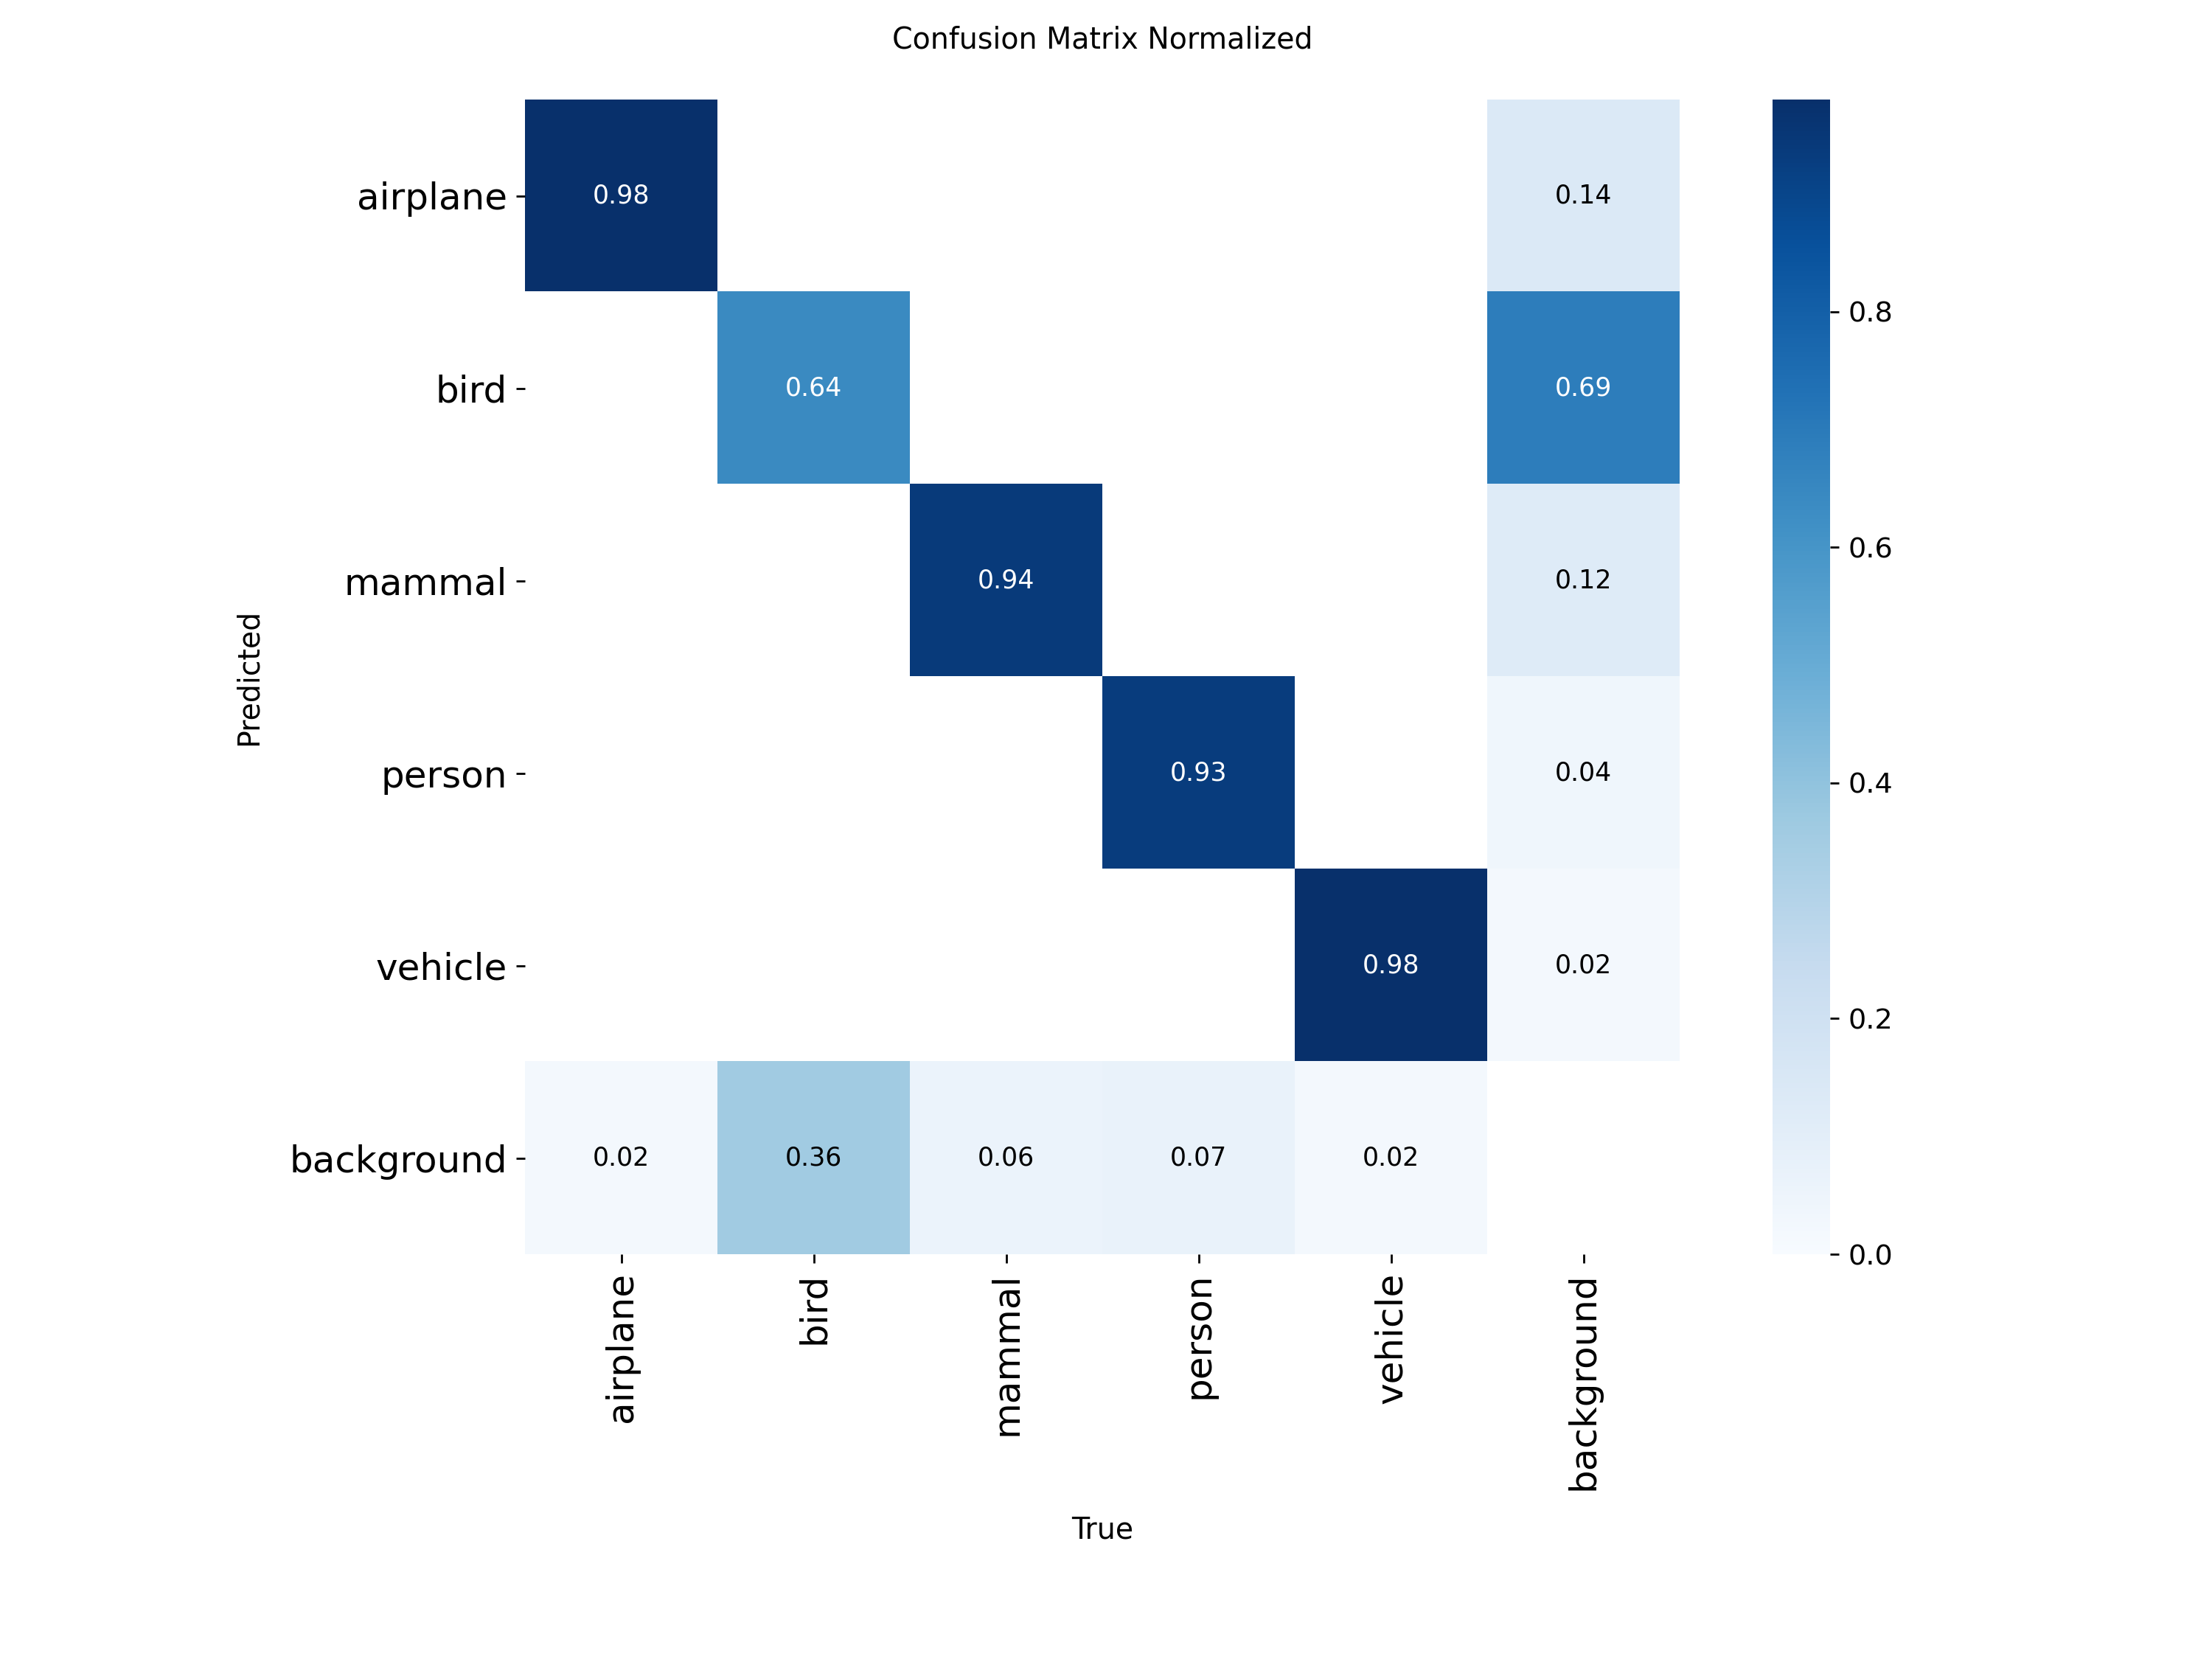 Confusion Matrix Normalized
airplane
0.98
0.14
bird
0.64
0.69
mammal
0.94
0.12
person
0.93
0.04
vehicle
0.98
0.02
background
0.02
0.36
0.06
0.07
0.02
airplane
bird
mammal
person
vehicle
background
Predicted
True
0.8
0.6
0.4
0.2
0.0